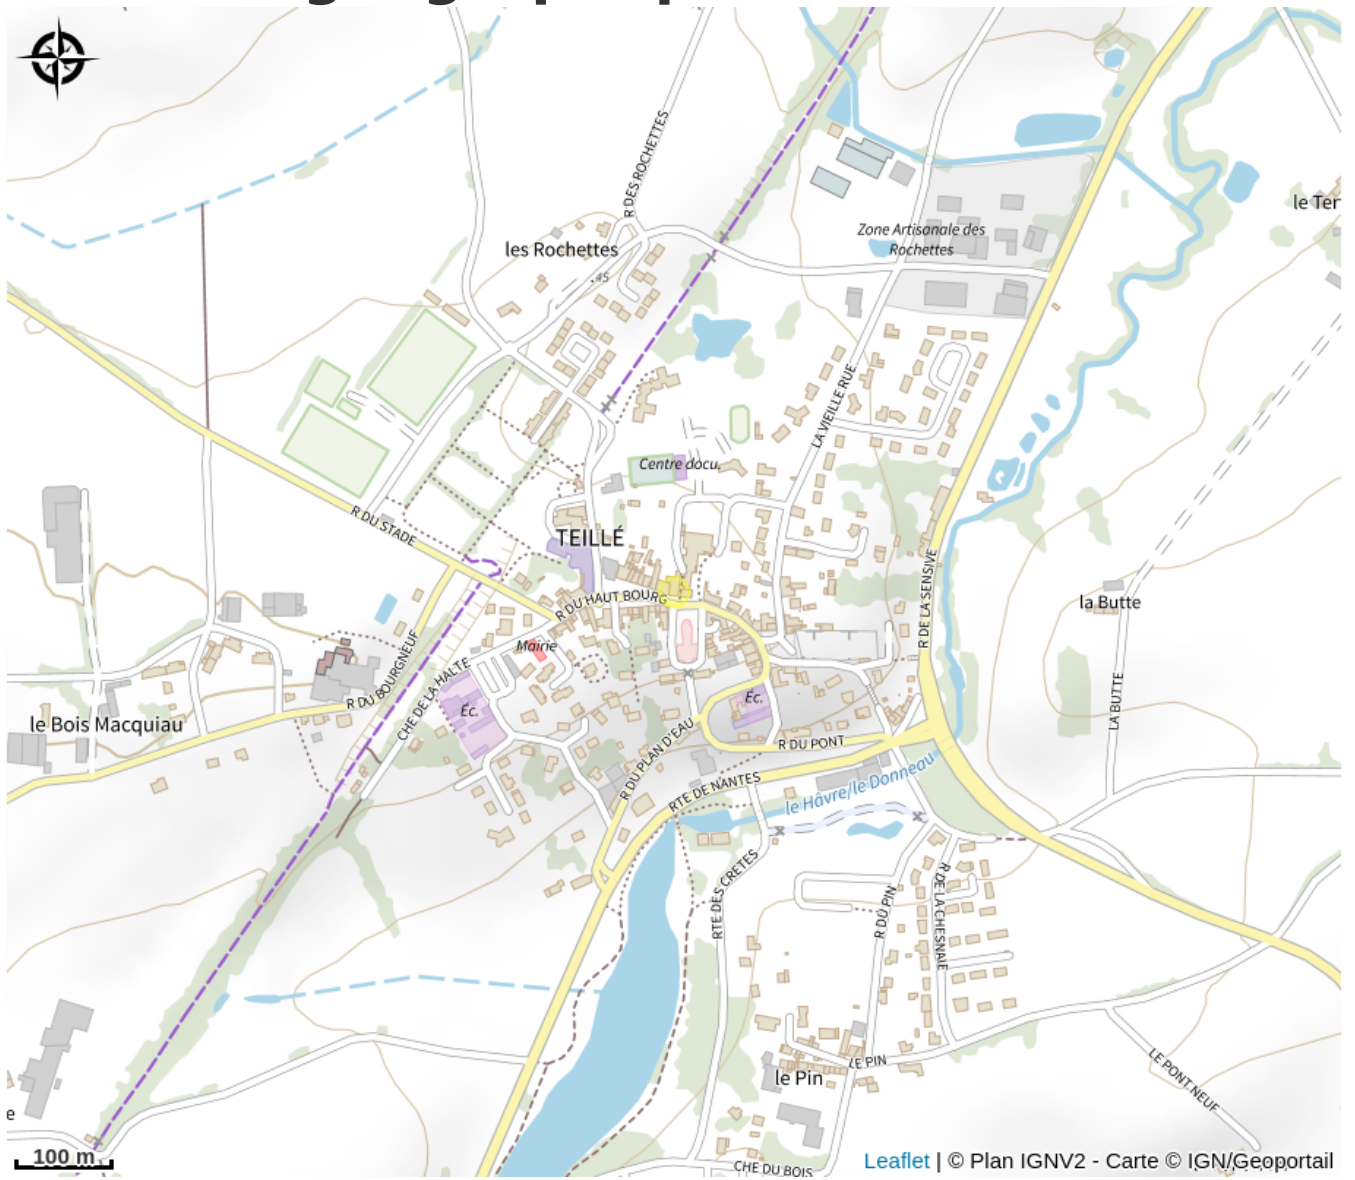 R DES ROCHETTES
le Ter
Zone Artisanale des
Rochettes
les Rochettes
.45
LA VIEILLE RUE
Centre docu.
R DU STADE
TEILLÉ
R DE LA SENSIVE
R DU HAUT BOURG
la Butte
Mairie
R DU BOURGNEUF
CHE DE LA HALTE
Éc.
Éc.
LA BUTTE
le Bois Macquiau
R DU PLAN D'EAU
R DU PONT
RTE DE NANTES
le Hâvre/le Donneau
RTE DES CRETES
R DU PIN
R DE LA CHESNAIE
LE PIN
le Pin
LE PONT NEUF
e
100 m
CHE DU BOIS
Leaflet | © Plan IGNV2 - Carte © IGN/Geoportail